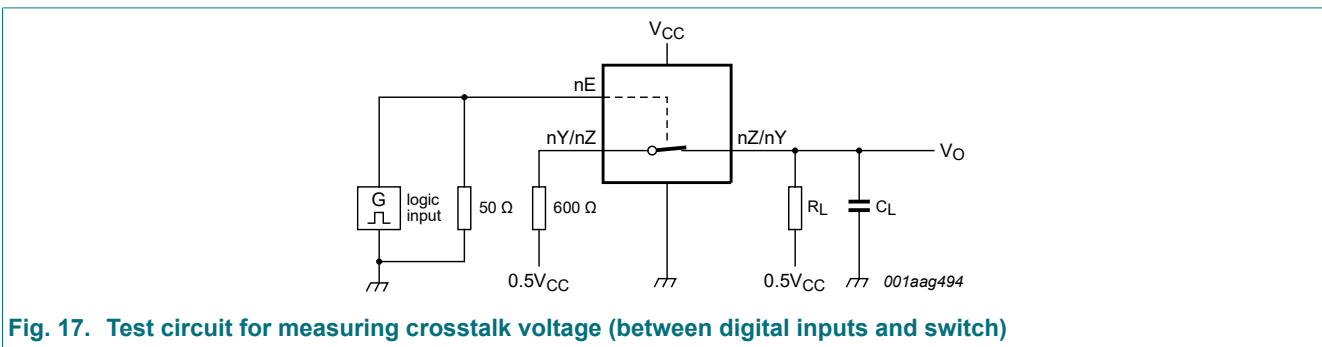 VCC
nE
nY/nZ
nZ/nY
VO
G
logic
input
50 Ω
600 Ω
RL
CL
0.5VCC
0.5VCC
001aag494
Fig. 17. Test circuit for measuring crosstalk voltage (between digital inputs and switch)